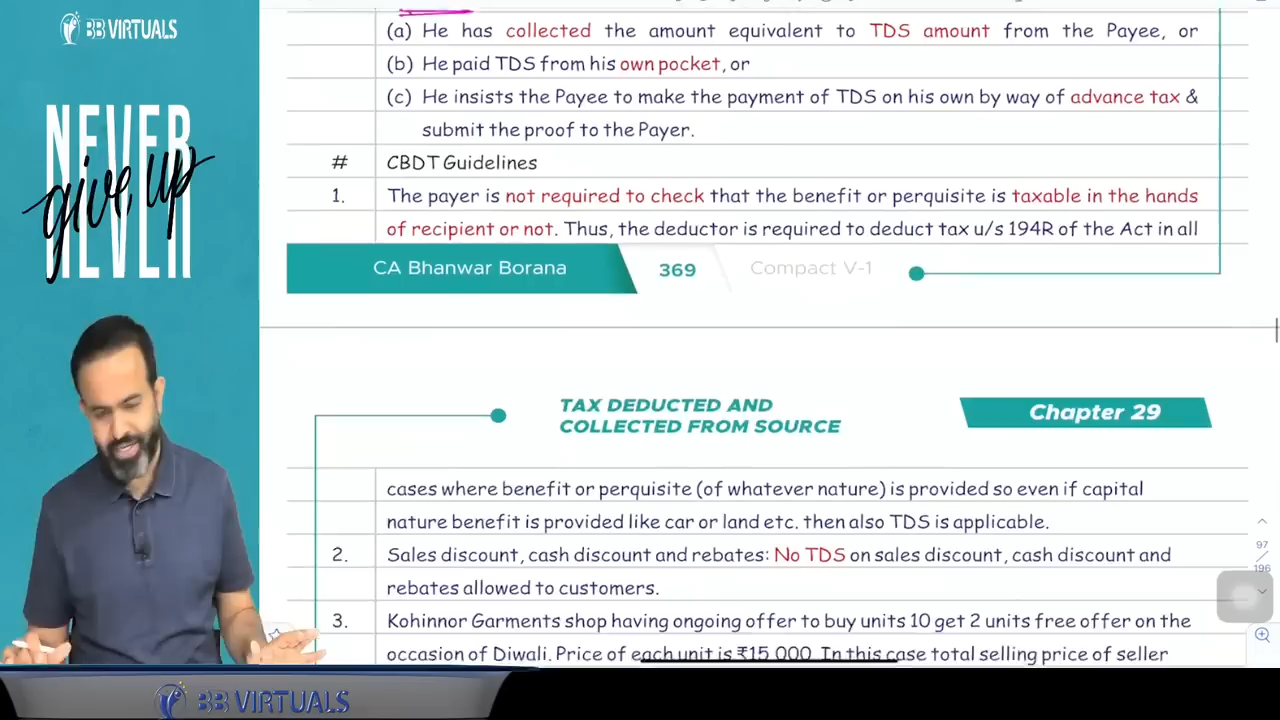 BB VIRTUALS
NEVER
give up
NEVER
(a) He has collected the amount equivalent to TDS amount from the Payee, or
(b) He paid TDS from his own pocket, or
(c) He insists the Payee to make the payment of TDS on his own by way of advance tax &
submit the proof to the Payer.
# CBDT Guidelines
1. The payer is not required to check that the benefit or perquisite is taxable in the hands
of recipient or not. Thus, the deductor is required to deduct tax u/s 194R of the Act in all
CA Bhanwar Borana 369 Compact V-1
TAX DEDUCTED AND
COLLECTED FROM SOURCE
Chapter 29
cases where benefit or perquisite (of whatever nature) is provided so even if capital
nature benefit is provided like car or land etc. then also TDS is applicable.
97
196
2. Sales discount, cash discount and rebates: No TDS on sales discount, cash discount and
rebates allowed to customers.
3. Kohinnor Garments shop having ongoing offer to buy units 10 get 2 units free offer on the
occasion of Diwali. Price of each unit is ₹15,000. In this case total selling price of seller
BB VIRTUALS